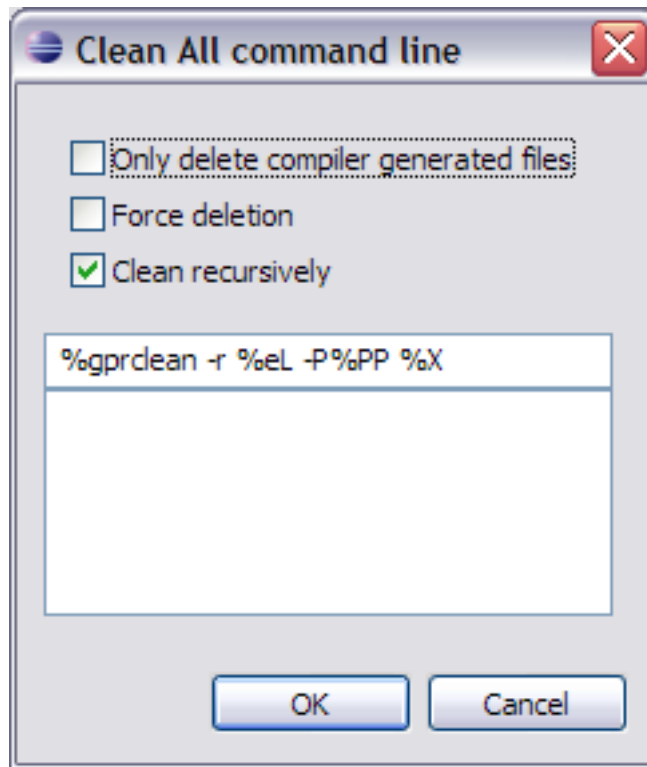 Clean All command line
Only delete compiler generated files
Force deletion
Clean recursively
%gprclean -r %eL -P%PP %X
OK
Cancel